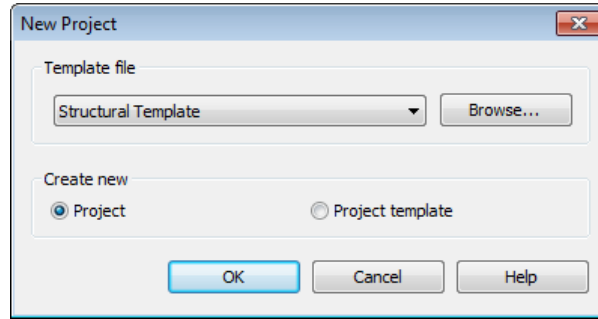 New Project
Template file
Structural Template
Browse...
Create new
Project
Project template
OK
Cancel
Help